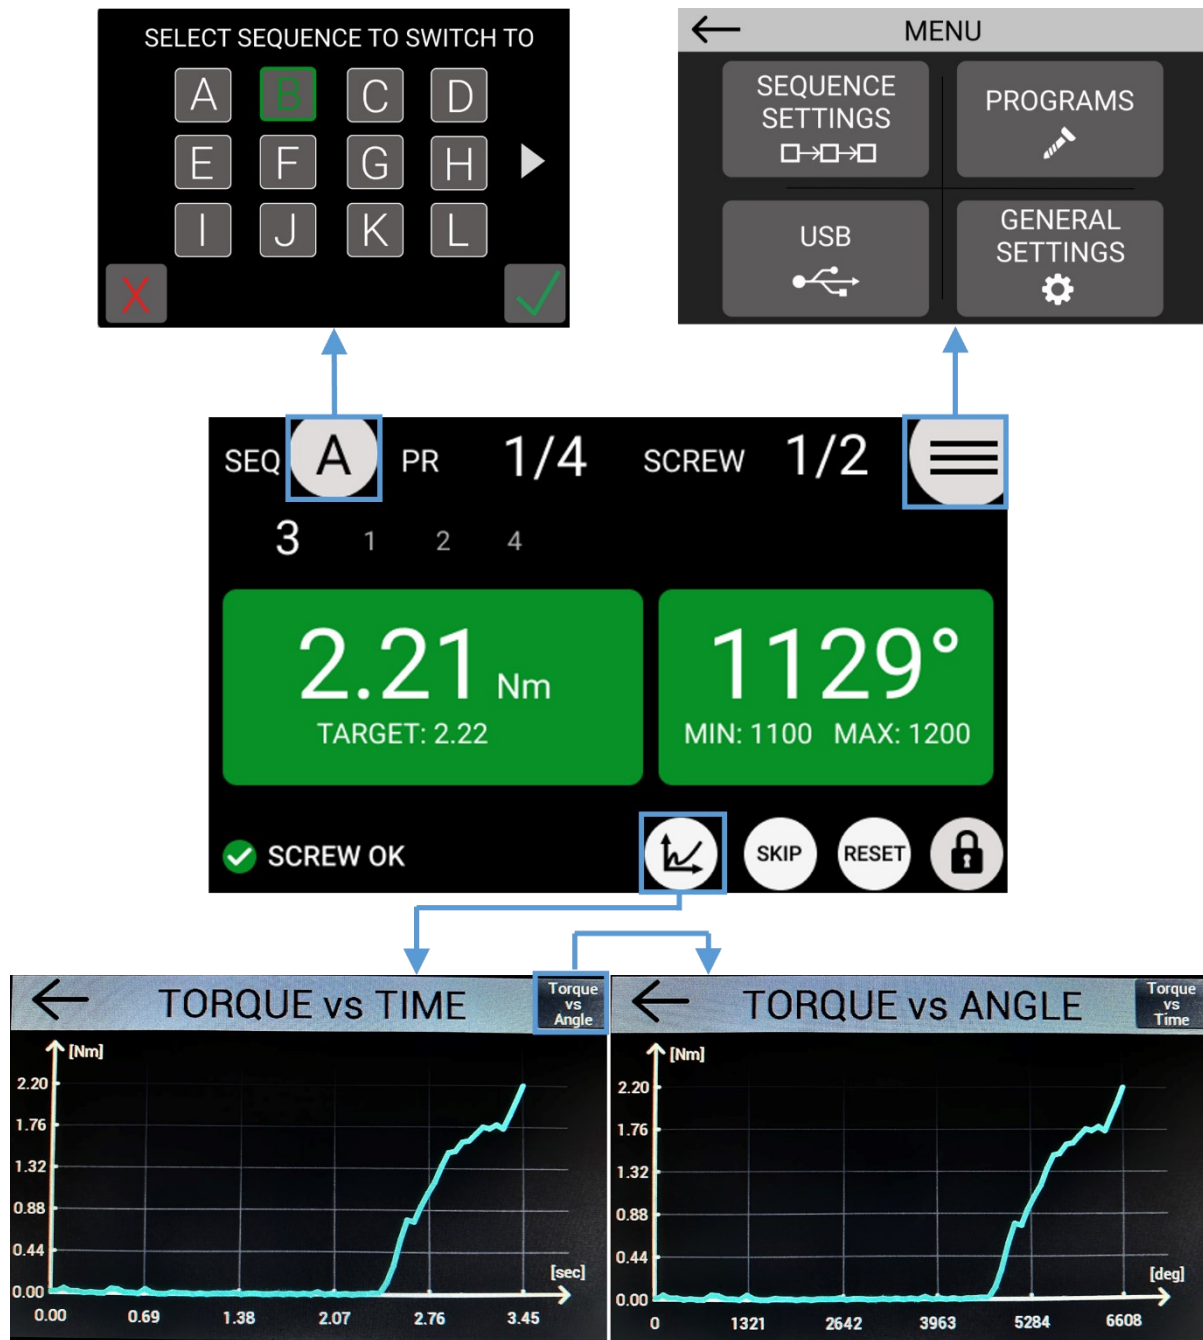 SELECT SEQUENCE TO SWITCH TO
A B C D
E F G H
I J K L
X
MENU
SEQUENCE
SETTINGS
PROGRAMS
USB
GENERAL
SETTINGS
SEQ A PR 1/4 SCREW 1/2
3 1 2 4
2.21 Nm
TARGET: 2.22
1129°
MIN: 1100 MAX: 1200
SCREW OK
SKIP
RESET
TORQUE vs TIME
Torque
vs
Angle
[Nm]
2.20
1.76
1.32
0.88
0.44
0.00
[sec]
0.00 0.69 1.38 2.07 2.76 3.45
TORQUE vs ANGLE
Torque
vs
Time
[Nm]
2.20
1.76
1.32
0.88
0.44
0.00
[deg]
0 1321 2642 3963 5284 6608